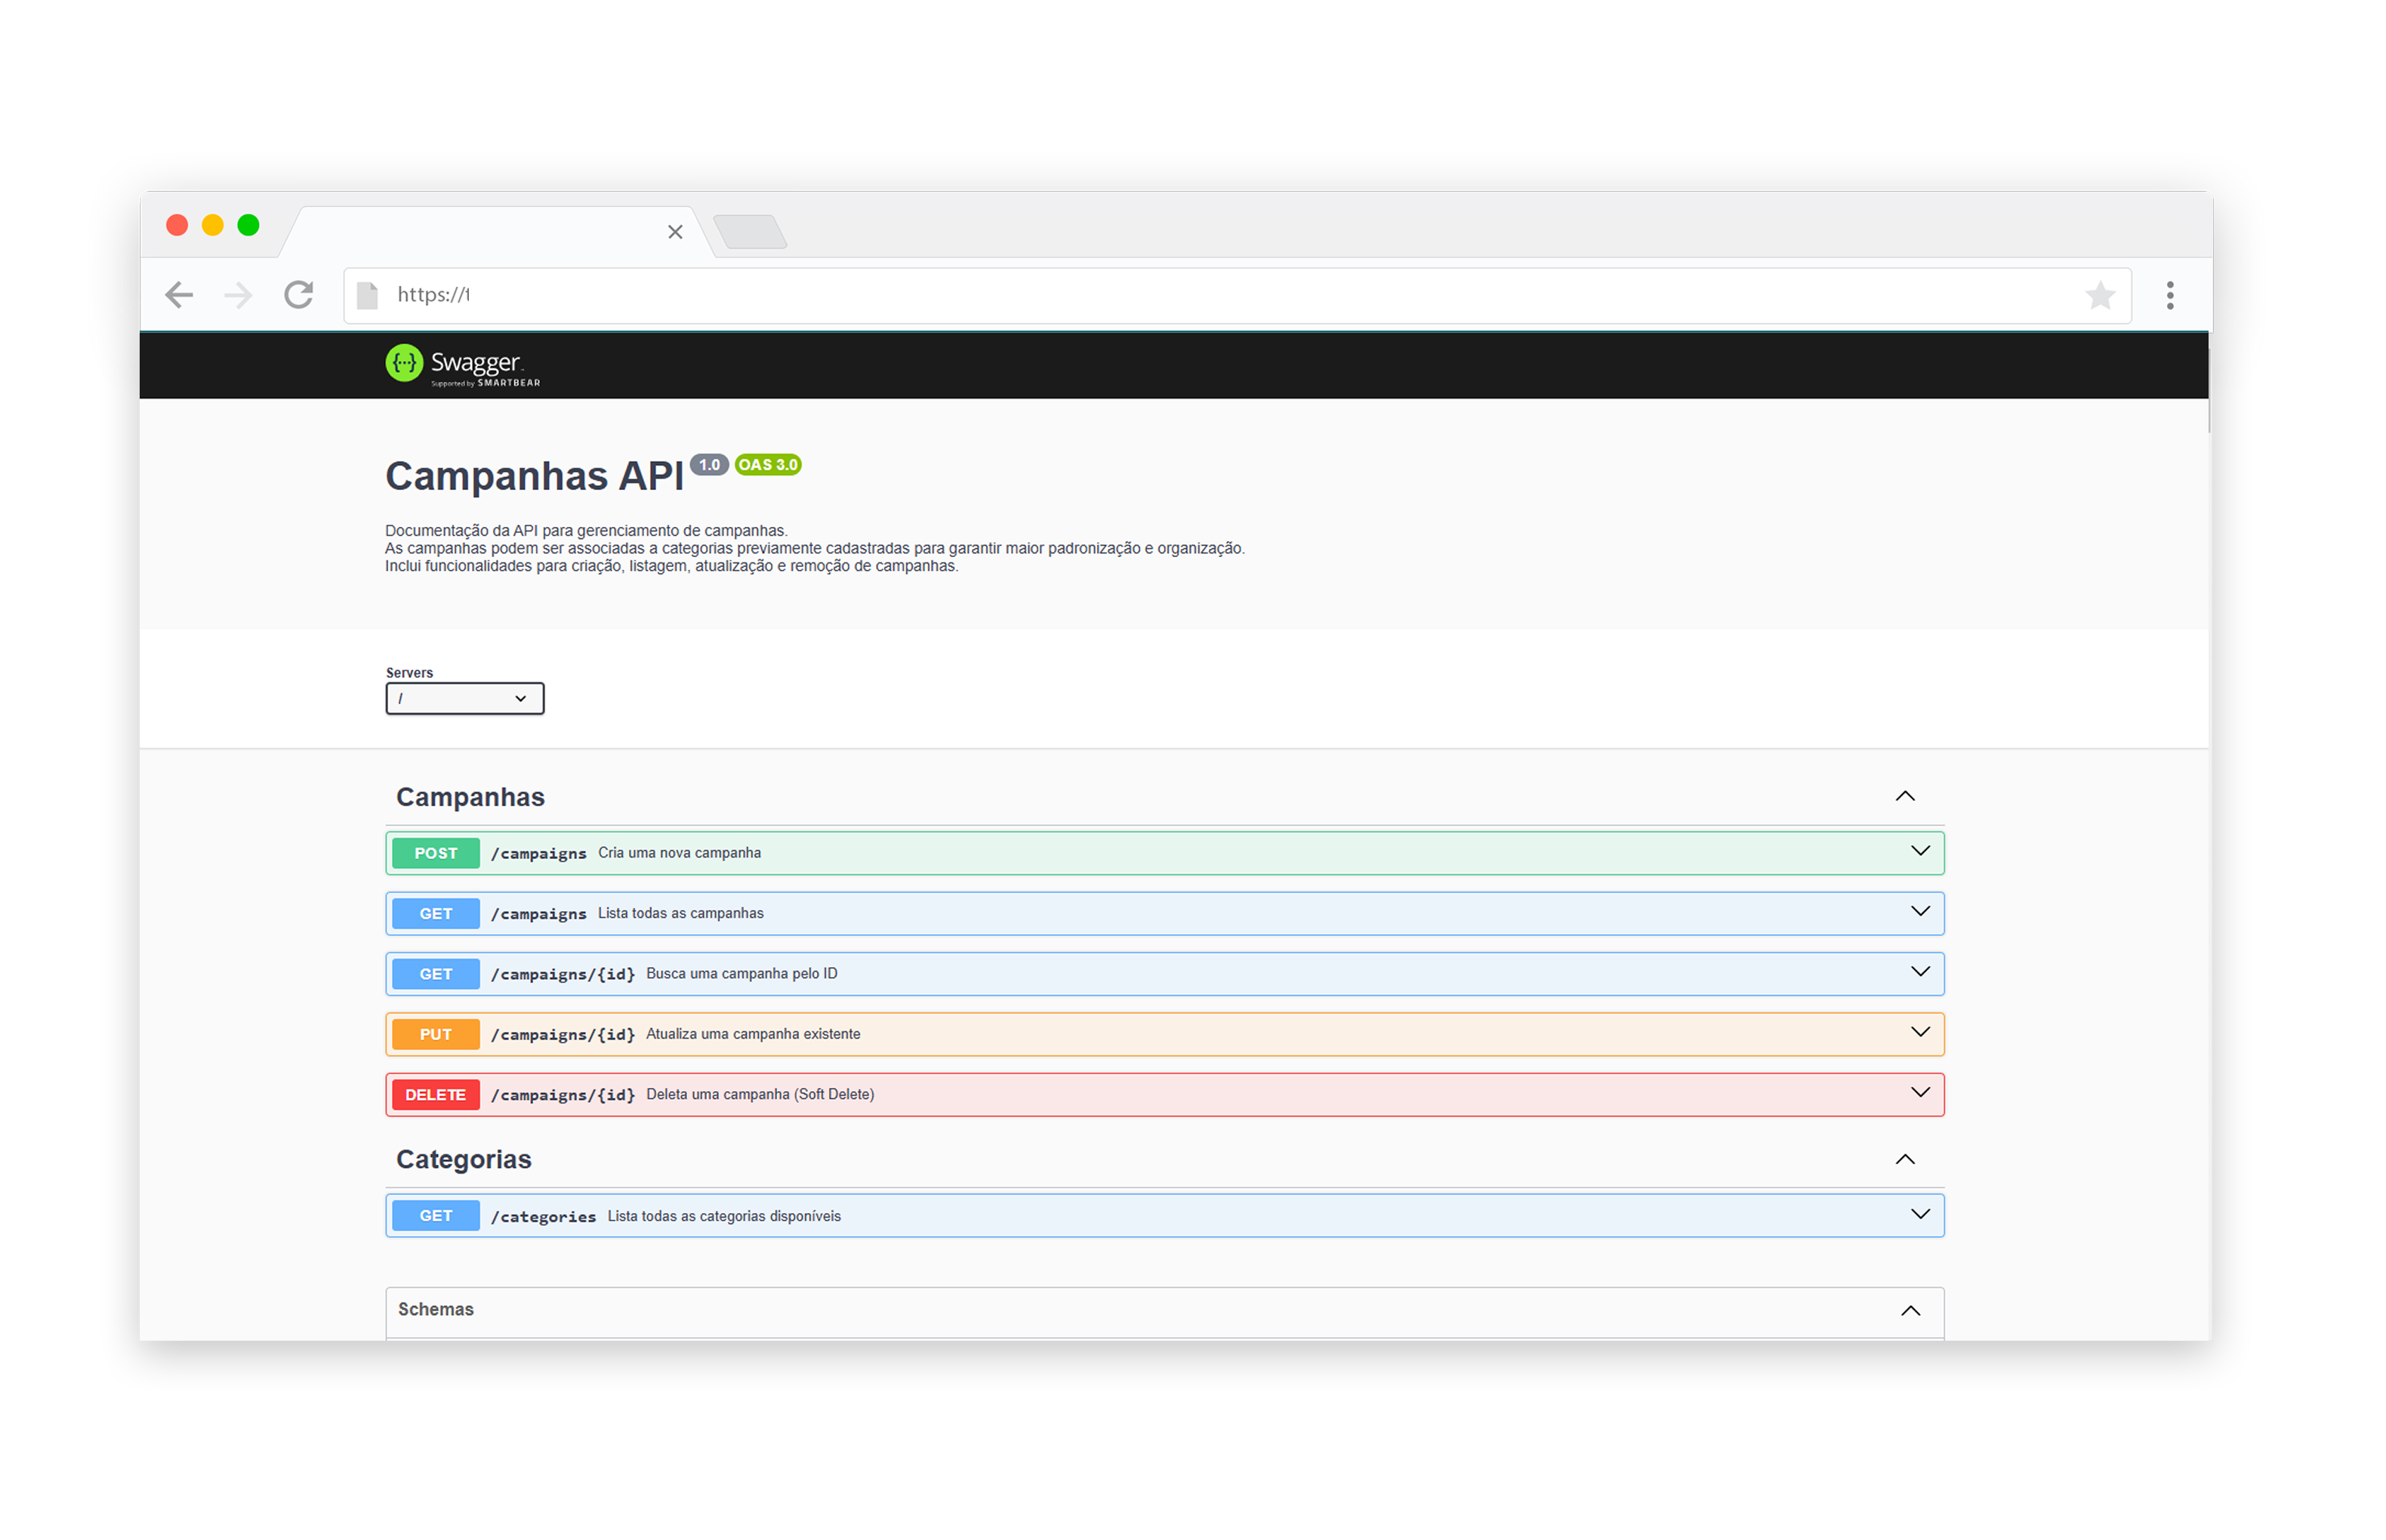 https://t
Swagger
Supported by SMARTBEAR
Campanhas API 1.0 OAS 3.0
Documentação da API para gerenciamento de campanhas.
As campanhas podem ser associadas a categorias previamente cadastradas para garantir maior padronização e organização.
Inclui funcionalidades para criação, listagem, atualização e remoção de campanhas.
Servers
/
Campanhas
POST /campaigns Cria uma nova campanha
GET /campaigns Lista todas as campanhas
GET /campaigns/{id} Busca uma campanha pelo ID
PUT /campaigns/{id} Atualiza uma campanha existente
DELETE /campaigns/{id} Deleta uma campanha (Soft Delete)
Categorias
GET /categories Lista todas as categorias disponíveis
Schemas